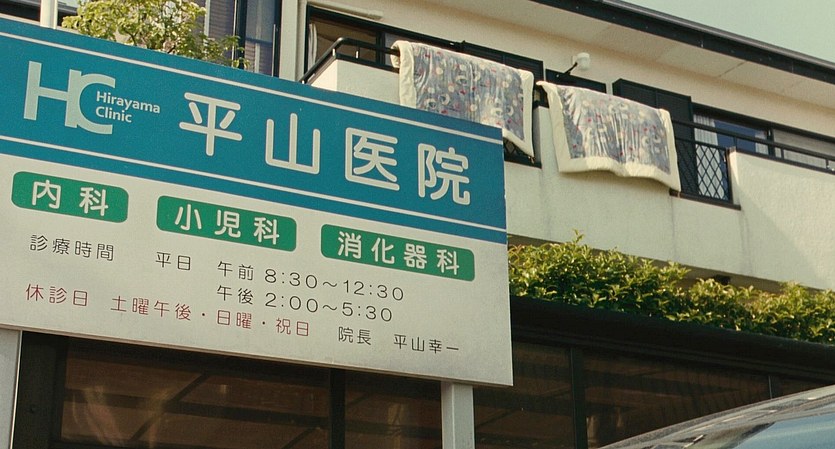 HC Hirayama Clinic 平山医院
内科 小児科 消化器科
診療時間 平日 午前 8:30〜12:30
午後 2:00〜5:30
休診日 土曜午後・日曜・祝日 院長 平山幸一